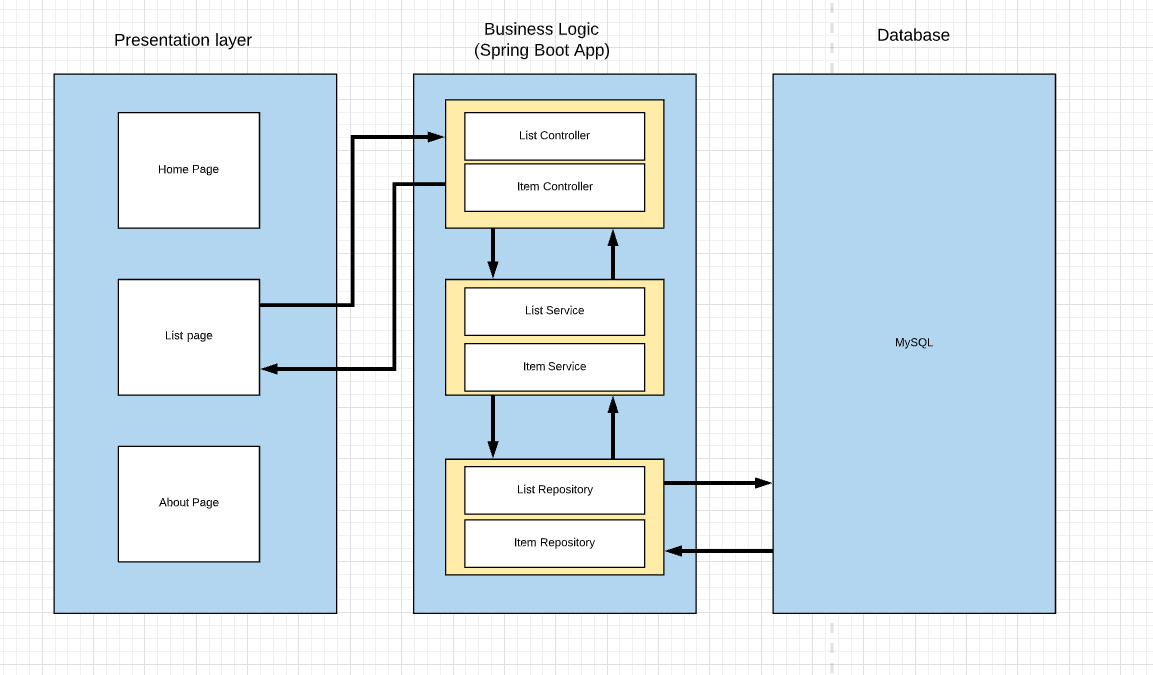 Presentation layer
Business Logic
(Spring Boot App)
Database
Home Page
List page
About Page
List Controller
Item Controller
List Service
Item Service
List Repository
Item Repository
MySQL